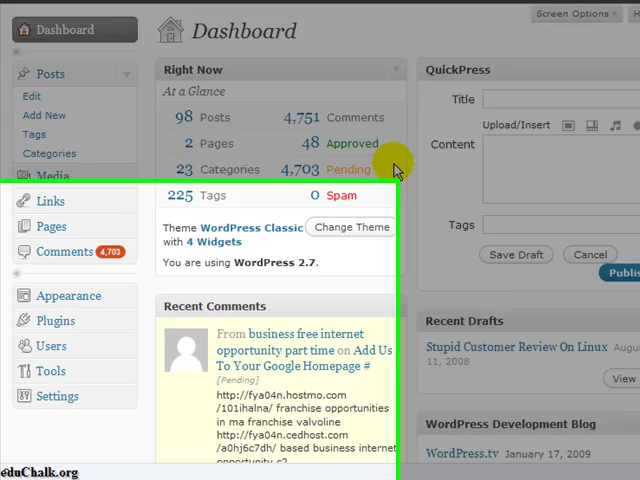 Dashboard
Posts
Edit
Add New
Tags
Categories
Media
Links
Pages
Comments 4,703
Appearance
Plugins
Users
Tools
Settings
Dashboard
Screen Options
H
Right Now
At a Glance
98 Posts 4,751 Comments
2 Pages 48 Approved
23 Categories 4,703 Pending
225 Tags 0 Spam
Theme WordPress Classic Change Theme
with 4 Widgets
You are using WordPress 2.7.
Recent Comments
From business free internet
opportunity part time on Add Us
To Your Google Homepage #
[Pending]
http://fya04n.hostmo.com
/101ihalna/ franchise opportunities
in ma franchise valvoline
http://fya04n.cedhost.com
/a0hj6c7dh/ based business internet
opportunity c2
QuickPress
Title
Upload/Insert
Content
Tags
Save Draft Cancel
Publis
Recent Drafts
Stupid Customer Review On Linux August
11, 2008
View
WordPress Development Blog
WordPress.tv January 17, 2009
eduChalk.org